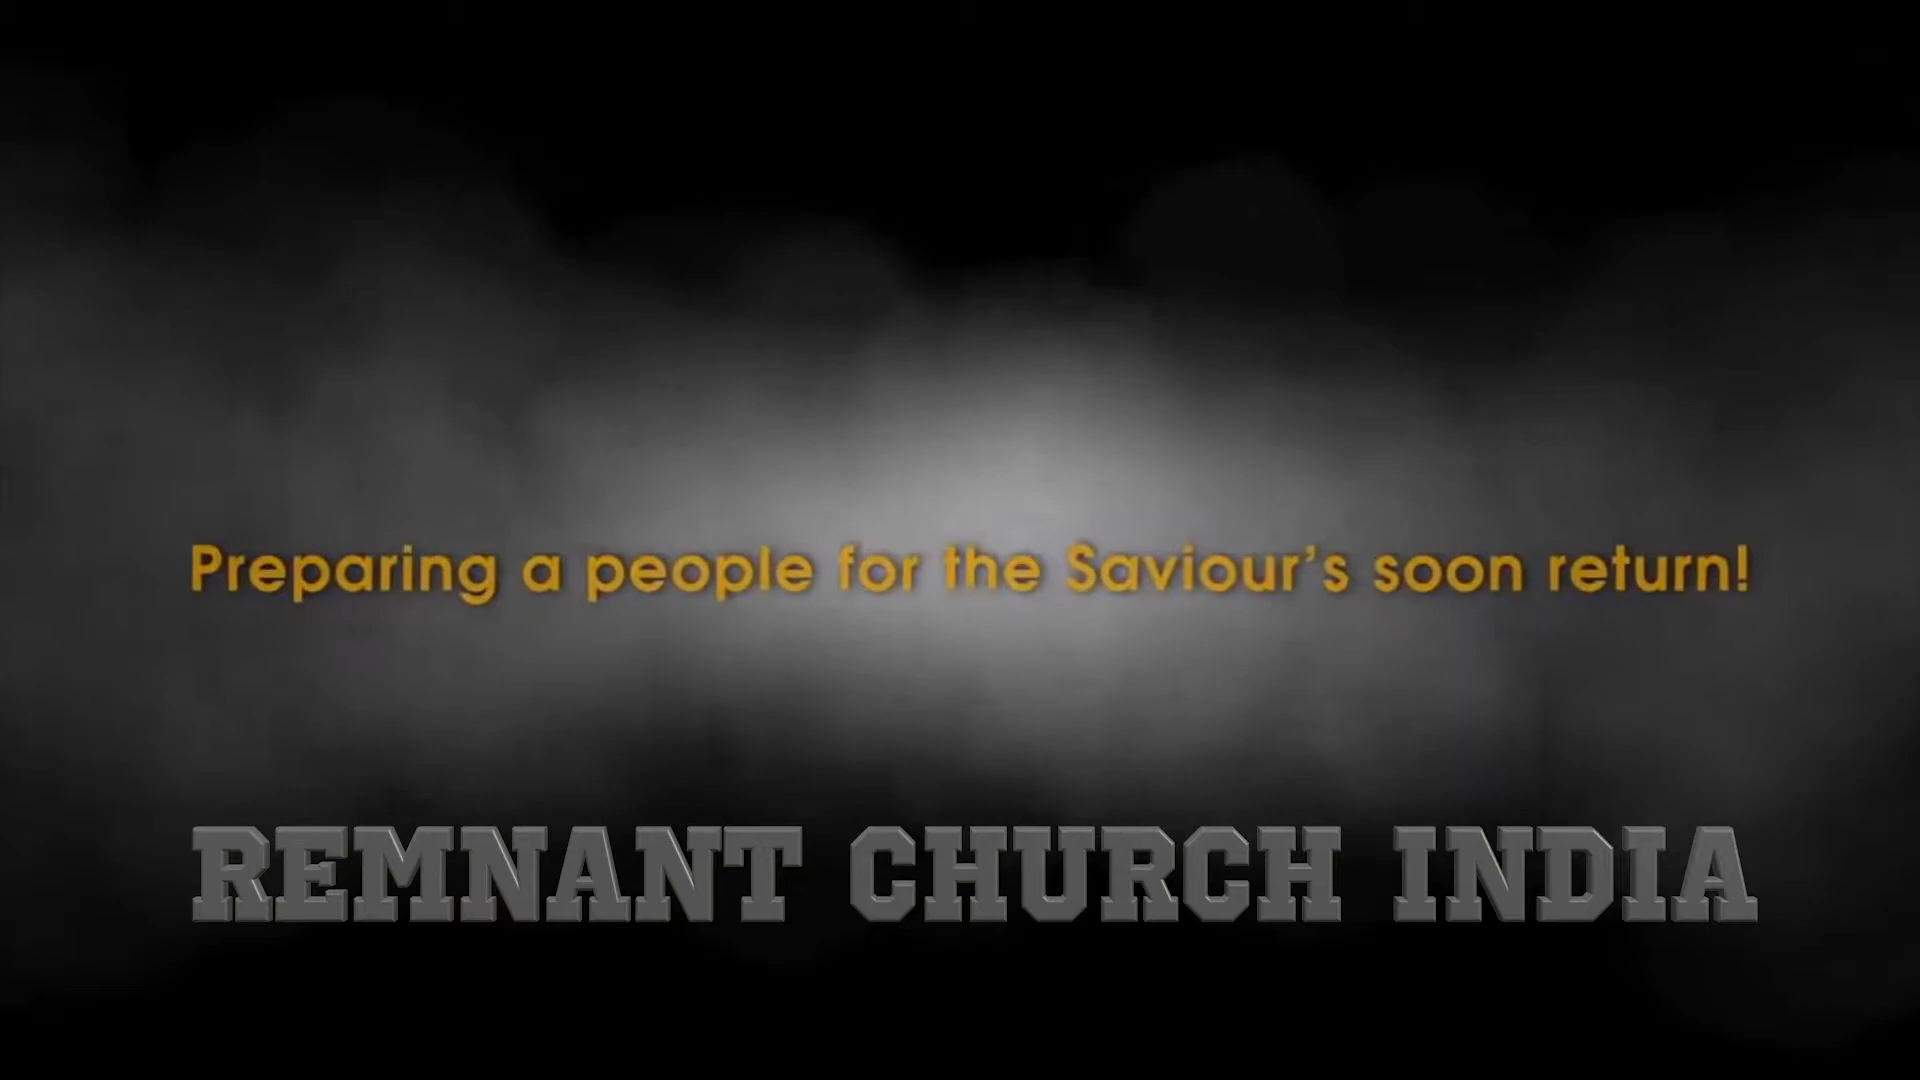 Preparing a people for the Saviour’s soon return!
REMNANT CHURCH INDIA